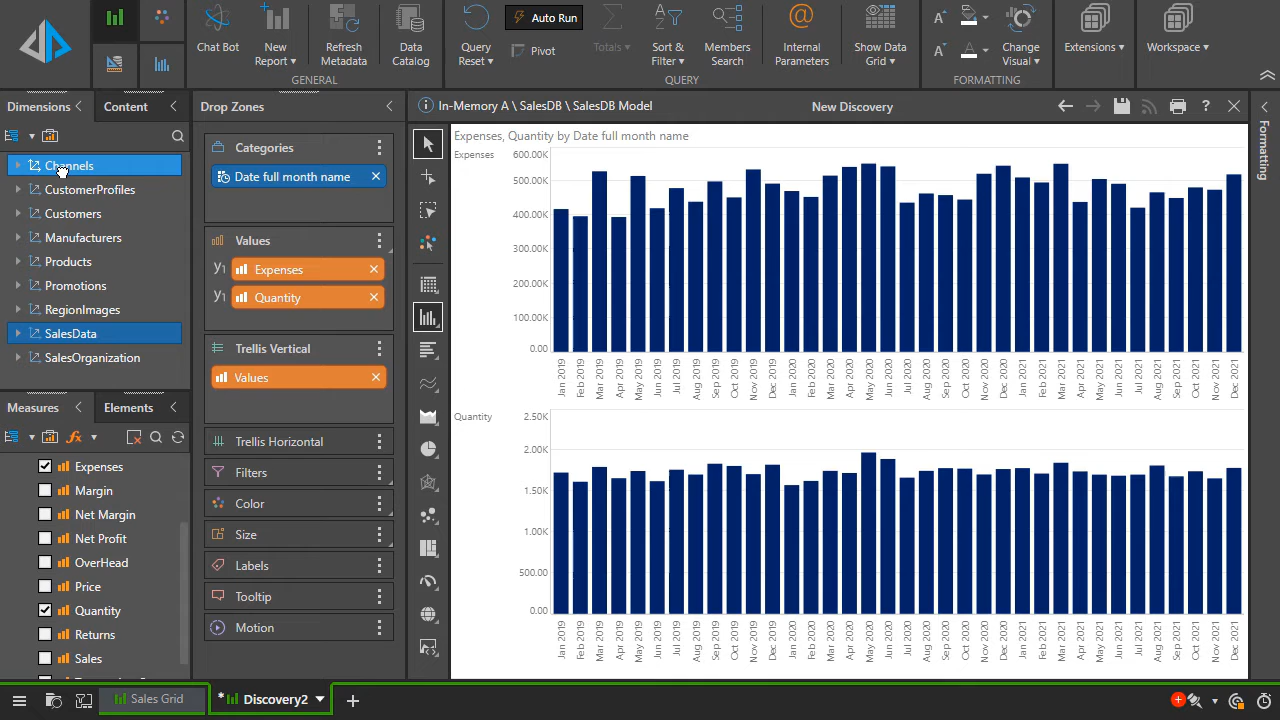 Chat Bot
New Report
Refresh Metadata
Data Catalog
GENERAL
Query Reset
Auto Run
Pivot
Totals
Sort & Filter
Members Search
Internal Parameters
Show Data Grid
QUERY
A
A
A
Change Visual
FORMATTING
Extensions
Workspace
Dimensions
Content
Channels
CustomerProfiles
Customers
Manufacturers
Products
Promotions
RegionImages
SalesData
SalesOrganization
Measures
Elements
fx
Expenses
Margin
Net Margin
Net Profit
OverHead
Price
Quantity
Returns
Sales
Drop Zones
Categories
Date full month name
Values
y1 Expenses
y1 Quantity
Trellis Vertical
Values
Trellis Horizontal
Filters
Color
Size
Labels
Tooltip
Motion
In-Memory A \ SalesDB \ SalesDB Model
New Discovery
?
Formatting
Expenses, Quantity by Date full month name
Expenses
600.00K
500.00K
400.00K
300.00K
200.00K
100.00K
0.00
Jan 2019
Feb 2019
Mar 2019
Apr 2019
May 2019
Jun 2019
Jul 2019
Aug 2019
Sep 2019
Oct 2019
Nov 2019
Dec 2019
Jan 2020
Feb 2020
Mar 2020
Apr 2020
May 2020
Jun 2020
Jul 2020
Aug 2020
Sep 2020
Oct 2020
Nov 2020
Dec 2020
Jan 2021
Feb 2021
Mar 2021
Apr 2021
May 2021
Jun 2021
Jul 2021
Aug 2021
Sep 2021
Oct 2021
Nov 2021
Dec 2021
Quantity
2.50K
2.00K
1.50K
1.00K
500.00
0.00
Jan 2019
Feb 2019
Mar 2019
Apr 2019
May 2019
Jun 2019
Jul 2019
Aug 2019
Sep 2019
Oct 2019
Nov 2019
Dec 2019
Jan 2020
Feb 2020
Mar 2020
Apr 2020
May 2020
Jun 2020
Jul 2020
Aug 2020
Sep 2020
Oct 2020
Nov 2020
Dec 2020
Jan 2021
Feb 2021
Mar 2021
Apr 2021
May 2021
Jun 2021
Jul 2021
Aug 2021
Sep 2021
Oct 2021
Nov 2021
Dec 2021
Sales Grid
*Discovery2